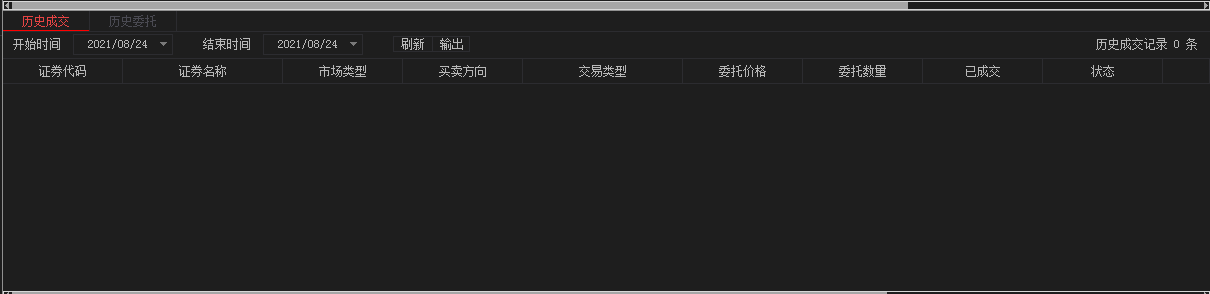 历史成交 历史委托
开始时间 2021/08/24 结束时间 2021/08/24 刷新 输出 历史成交记录 0 条
证券代码 证券名称 市场类型 买卖方向 交易类型 委托价格 委托数量 已成交 状态